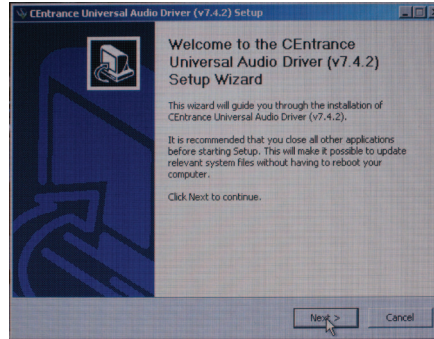 CEntrance Universal Audio Driver (v7.4.2) Setup
Welcome to the CEntrance
Universal Audio Driver (v7.4.2)
Setup Wizard
This wizard will guide you through the installation of
CEntrance Universal Audio Driver (v7.4.2).
It is recommended that you close all other applications
before starting Setup. This will make it possible to update
relevant system files without having to reboot your
computer.
Click Next to continue.
Next >
Cancel